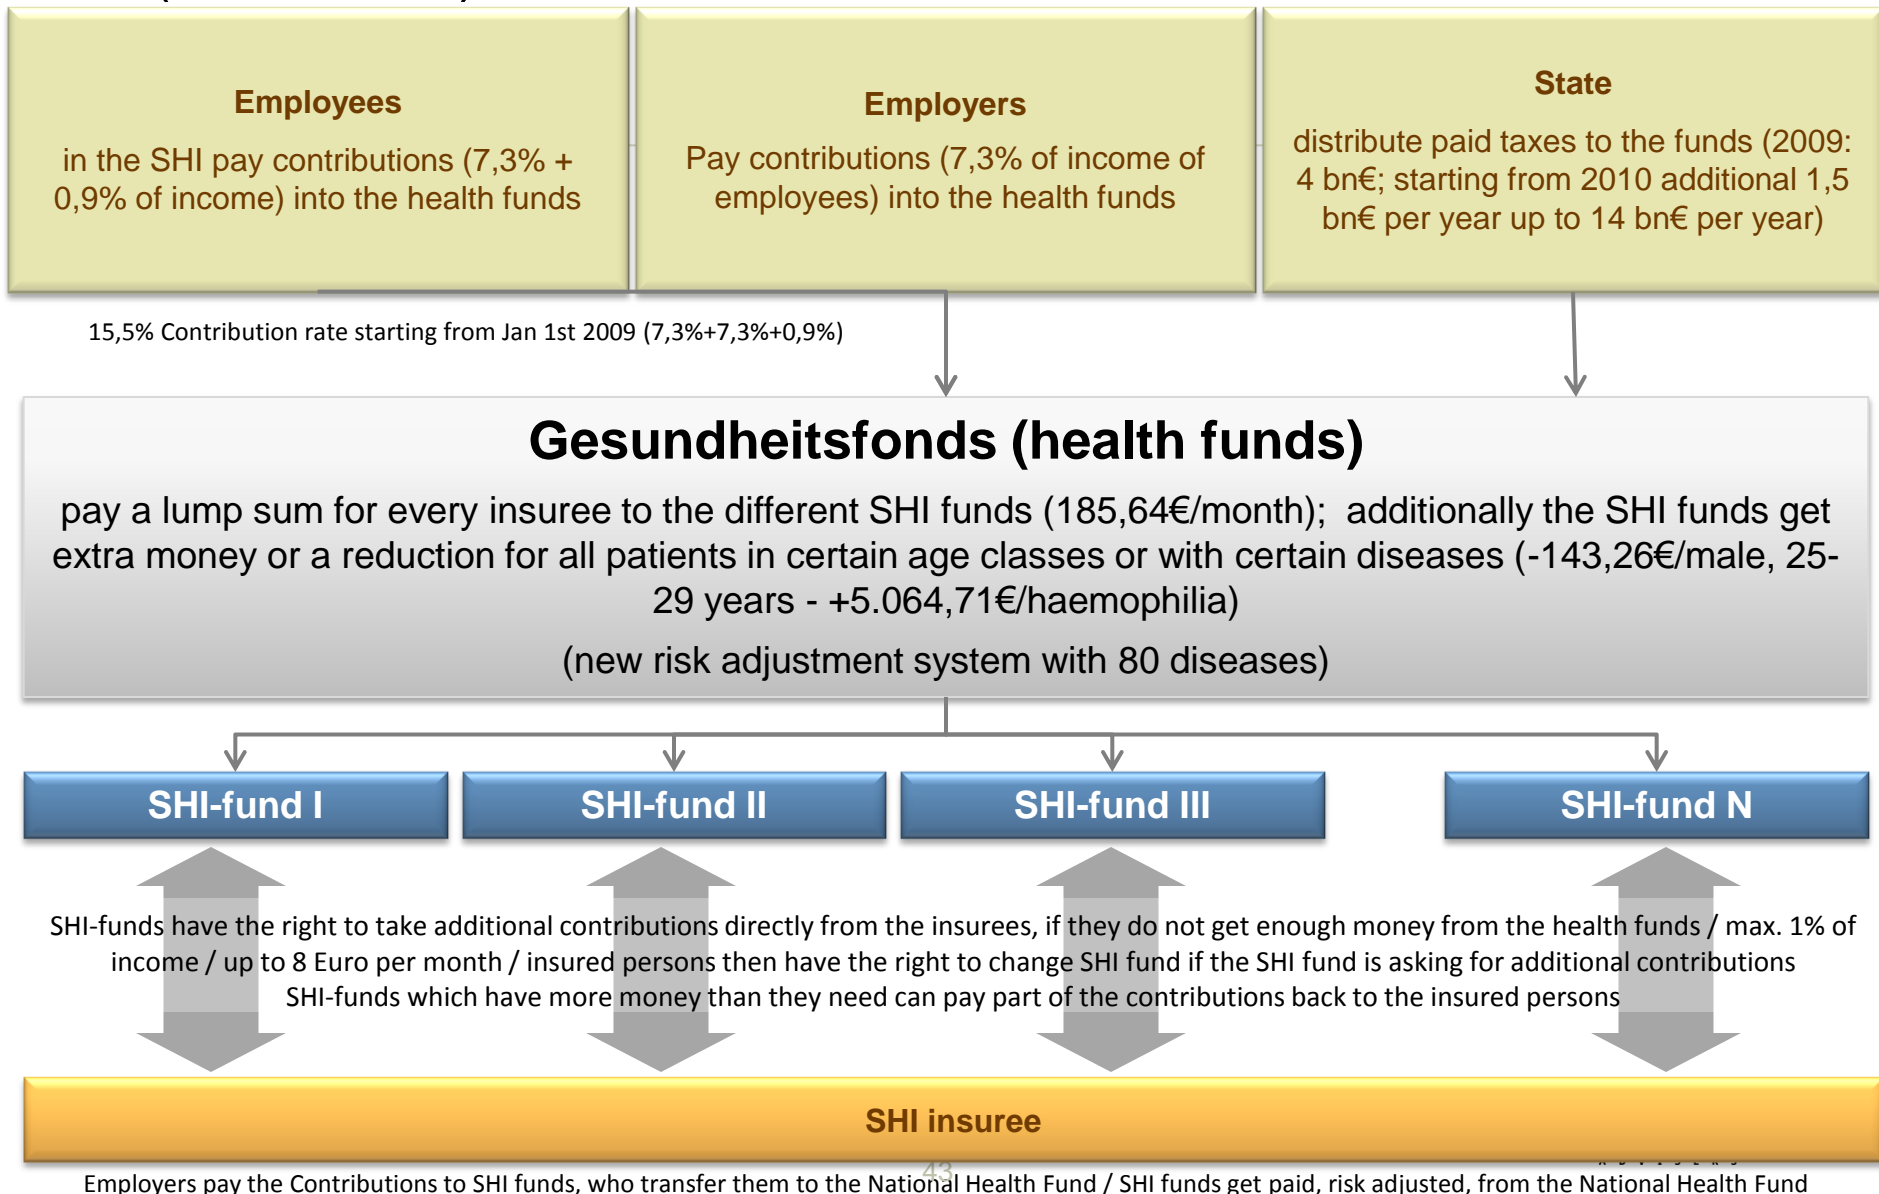 Employees
in the SHI pay contributions (7,3% +
0,9% of income) into the health funds
Employers
Pay contributions (7,3% of income of
employees) into the health funds
State
distribute paid taxes to the funds (2009:
4 bn€; starting from 2010 additional 1,5
bn€ per year up to 14 bn€ per year)
15,5% Contribution rate starting from Jan 1st 2009 (7,3%+7,3%+0,9%)
Gesundheitsfonds (health funds)
pay a lump sum for every insuree to the different SHI funds (185,64€/month); additionally the SHI funds get
extra money or a reduction for all patients in certain age classes or with certain diseases (-143,26€/male, 25-
29 years - +5.064,71€/haemophilia)
(new risk adjustment system with 80 diseases)
SHI-fund I
SHI-fund II
SHI-fund III
SHI-fund N
SHI-funds have the right to take additional contributions directly from the insurees, if they do not get enough money from the health funds / max. 1% of
income / up to 8 Euro per month / insured persons then have the right to change SHI fund if the SHI fund is asking for additional contributions
SHI-funds which have more money than they need can pay part of the contributions back to the insured persons
SHI insuree
43
Employers pay the Contributions to SHI funds, who transfer them to the National Health Fund / SHI funds get paid, risk adjusted, from the National Health Fund